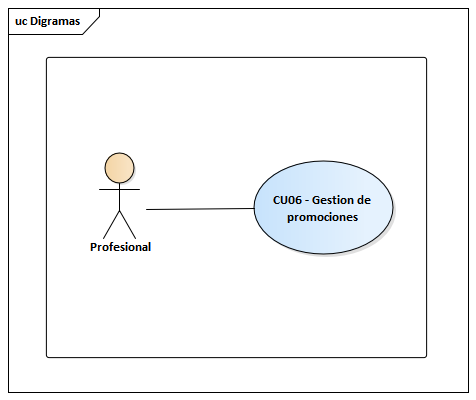 uc Digramas
CU06 - Gestion de
promociones
Profesional